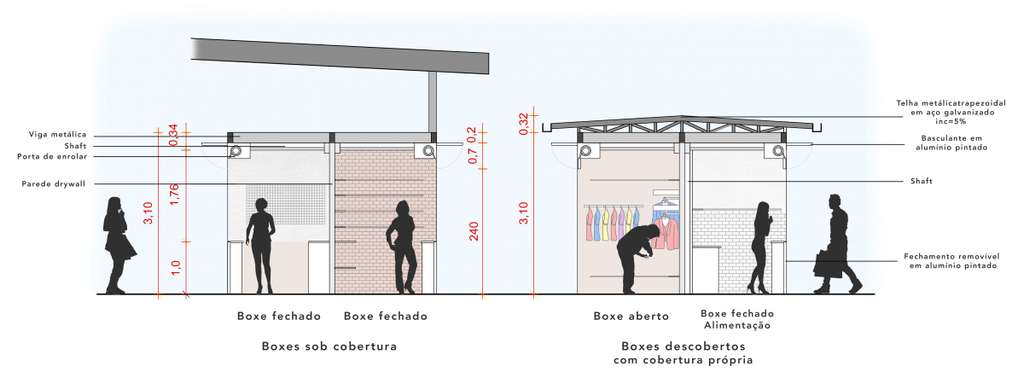 Viga metálica
Shaft
Porta de enrolar
Parede drywall
3,10
0,34
1,76
1,0
0,2
0,7
240
Boxe fechado
Boxe fechado
Boxes sob cobertura
0,32
3,10
Telha metálicatrapezoidal
em aço galvanizado
inc=5%
Basculante em
alumínio pintado
Shaft
Fechamento removivel
em alumínio pintado
Boxe aberto
Boxe fechado
Alimentação
Boxes descobertos
com cobertura própria